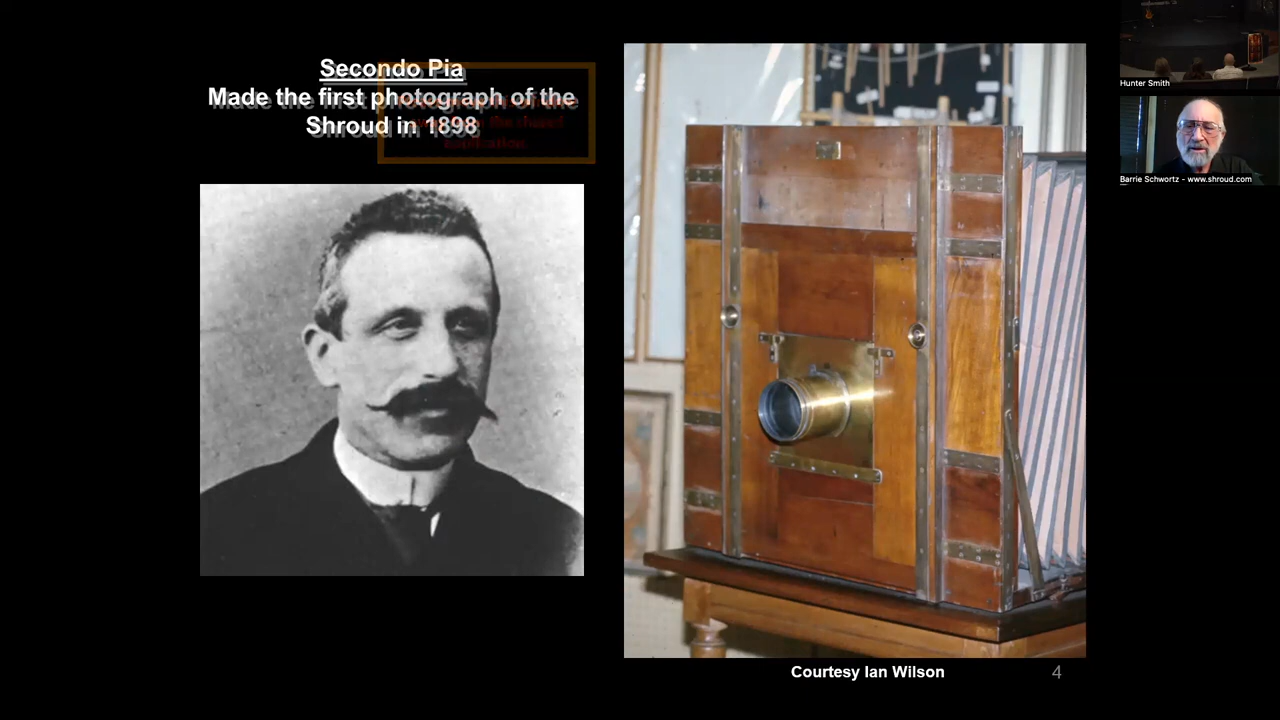 Secondo Pia
Made the first photograph of the
Shroud in 1898
Courtesy Ian Wilson
4
Hunter Smith
Barrie Schwortz - www.shroud.com